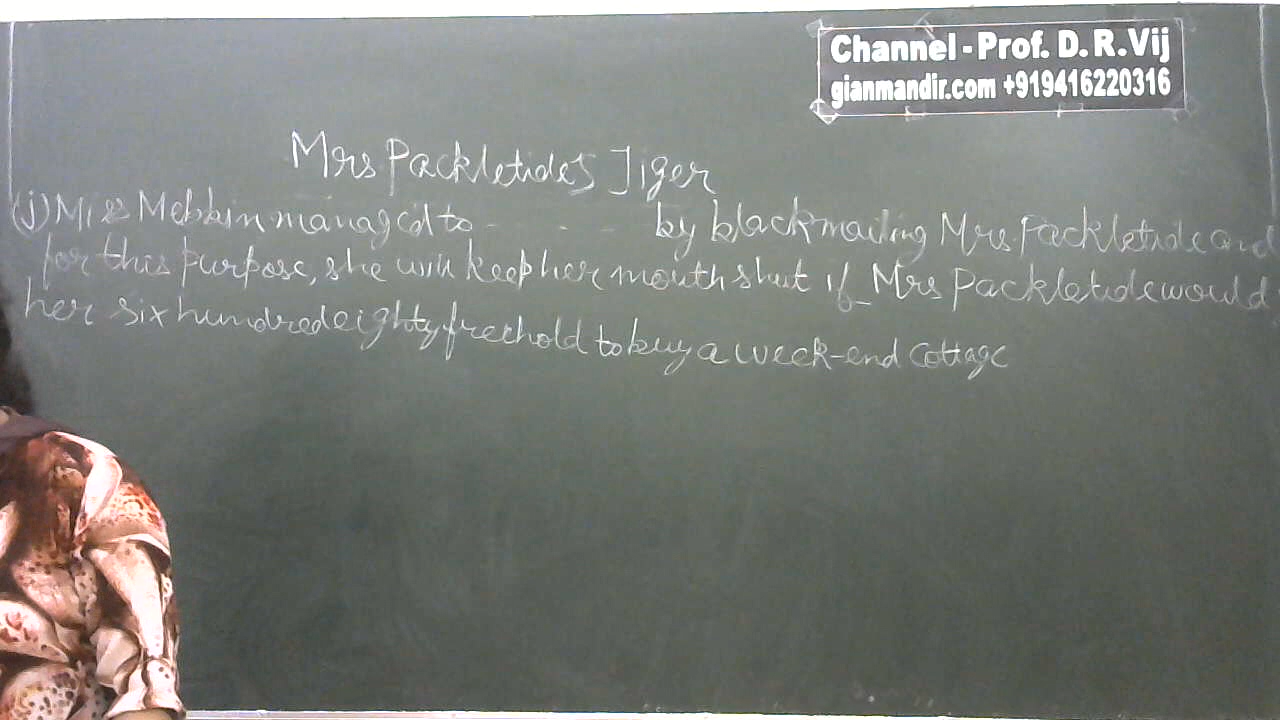 Channel - Prof. D. R. Vij
gianmandir.com +919416220316
Mrs Packletide's Tiger
(j) Miss Mebbin managed to ...... by blackmailing Mrs. Packletide and
for this purpose, she will keep her mouth shut if Mrs Packletide would
her six hundred eighty freehold to buy a week-end cottage